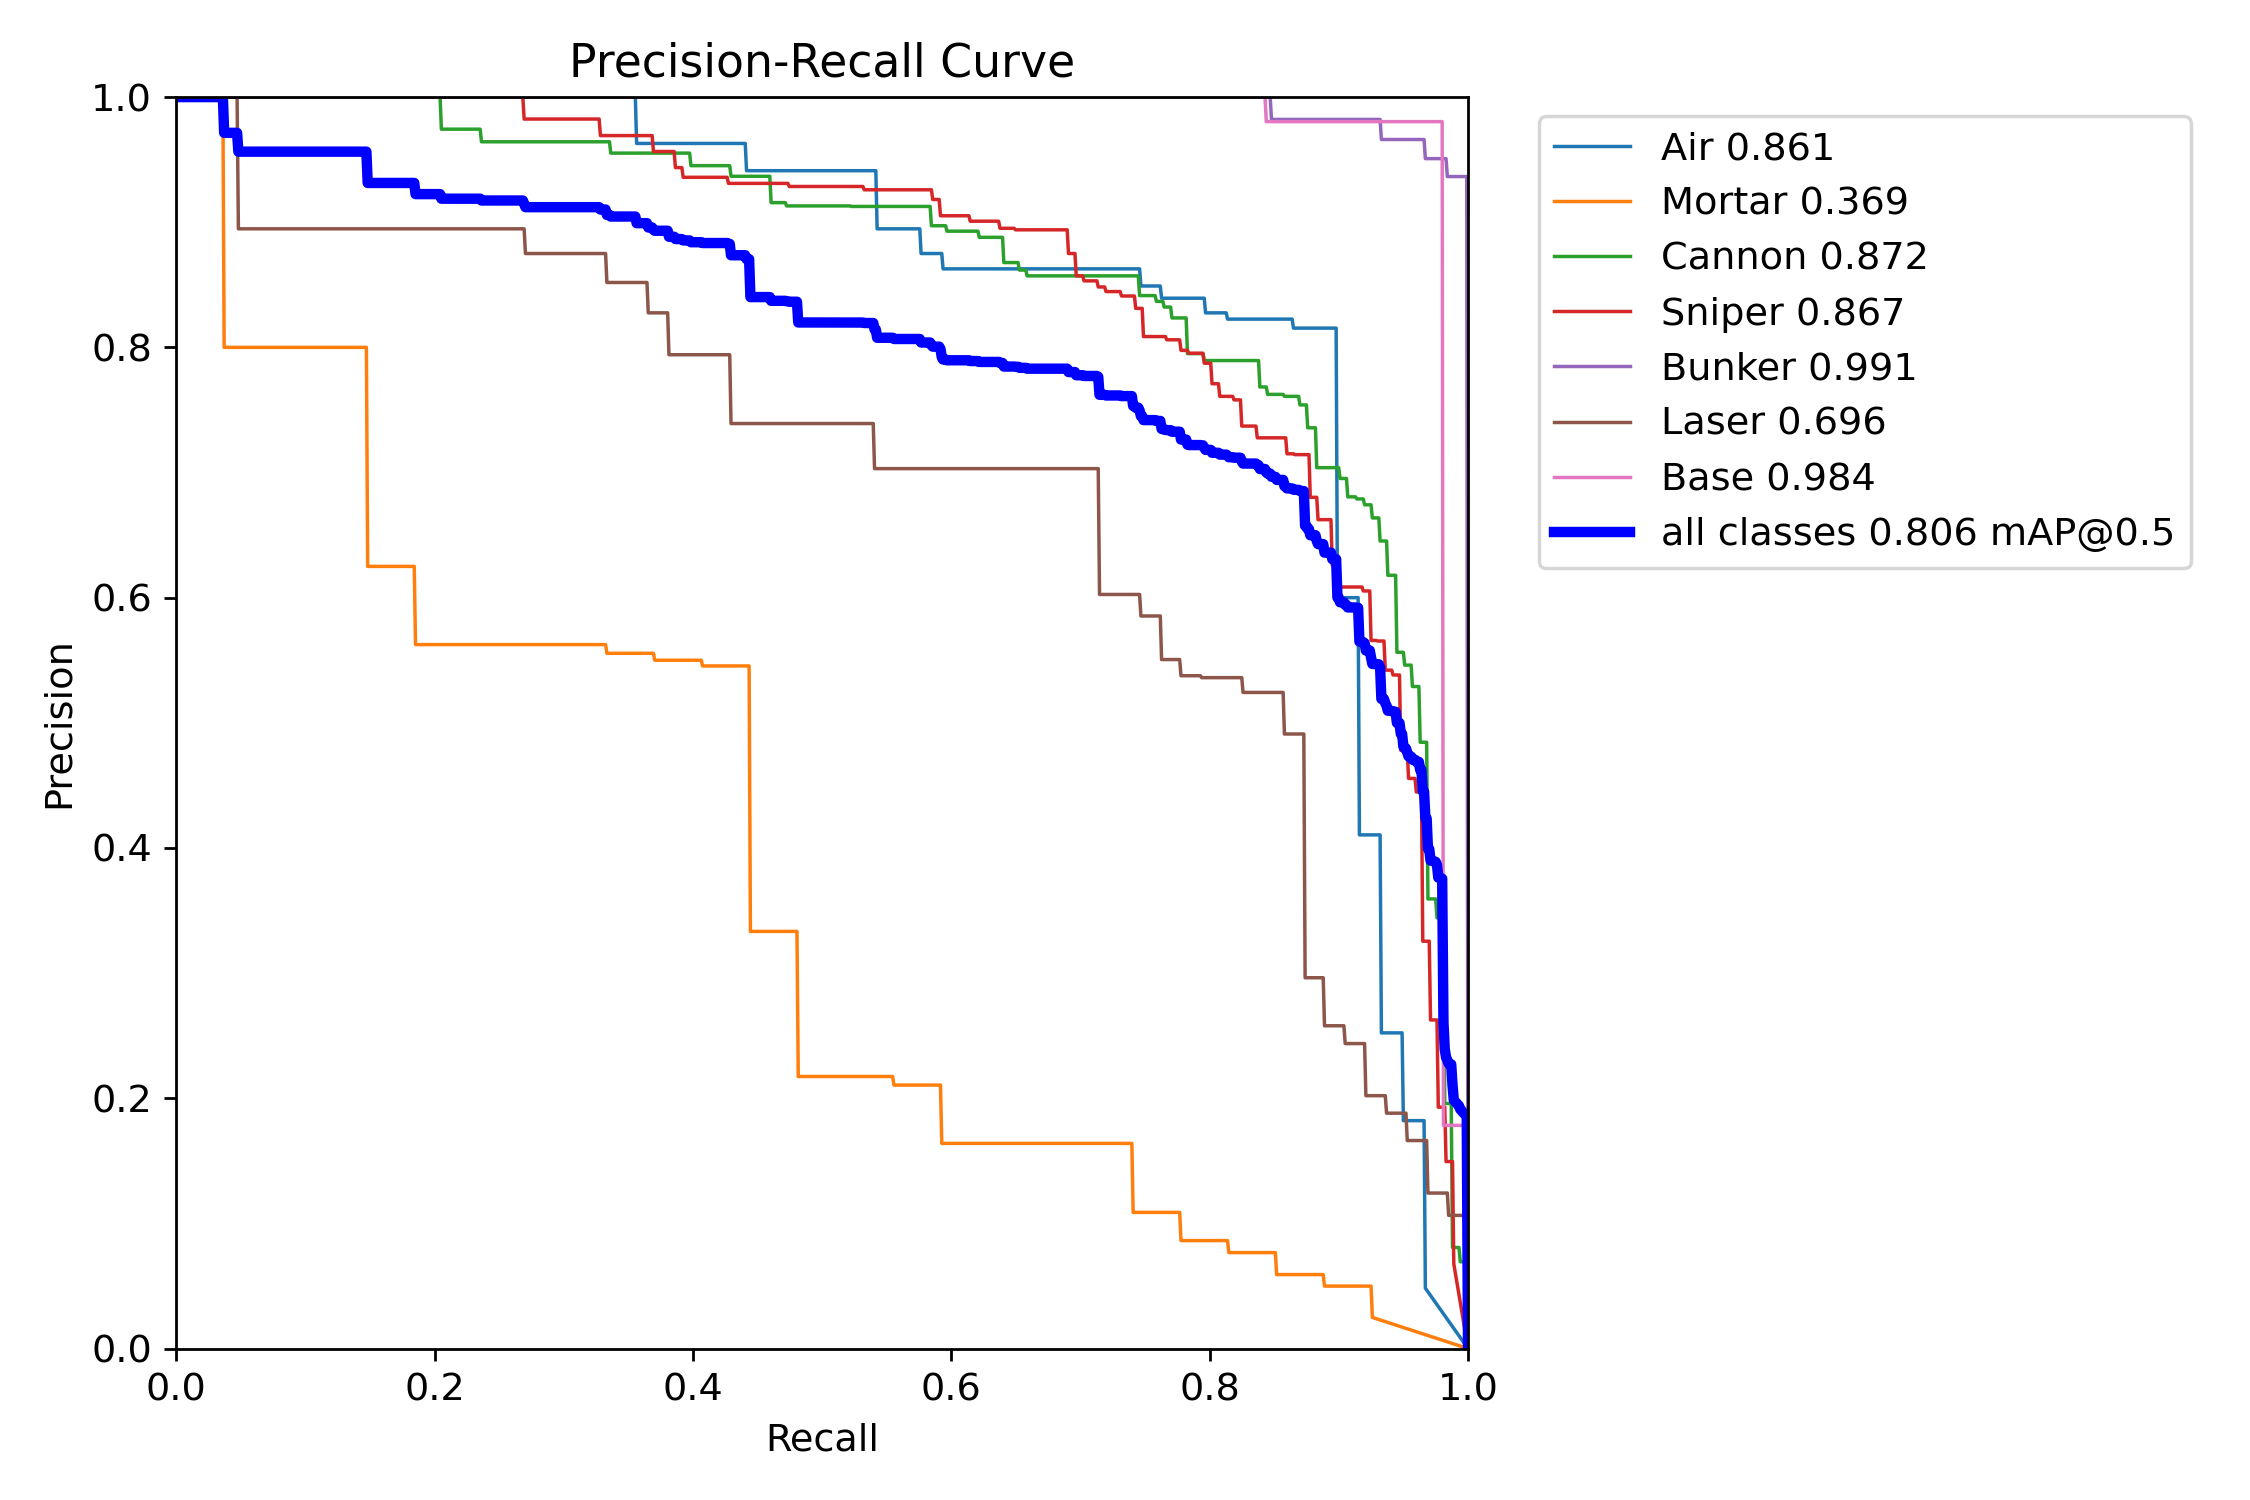 Precision-Recall Curve
1.0
0.8
0.6
0.4
0.2
0.0
Precision
0.0 0.2 0.4 0.6 0.8 1.0
Recall
Air 0.861
Mortar 0.369
Cannon 0.872
Sniper 0.867
Bunker 0.991
Laser 0.696
Base 0.984
all classes 0.806 mAP@0.5